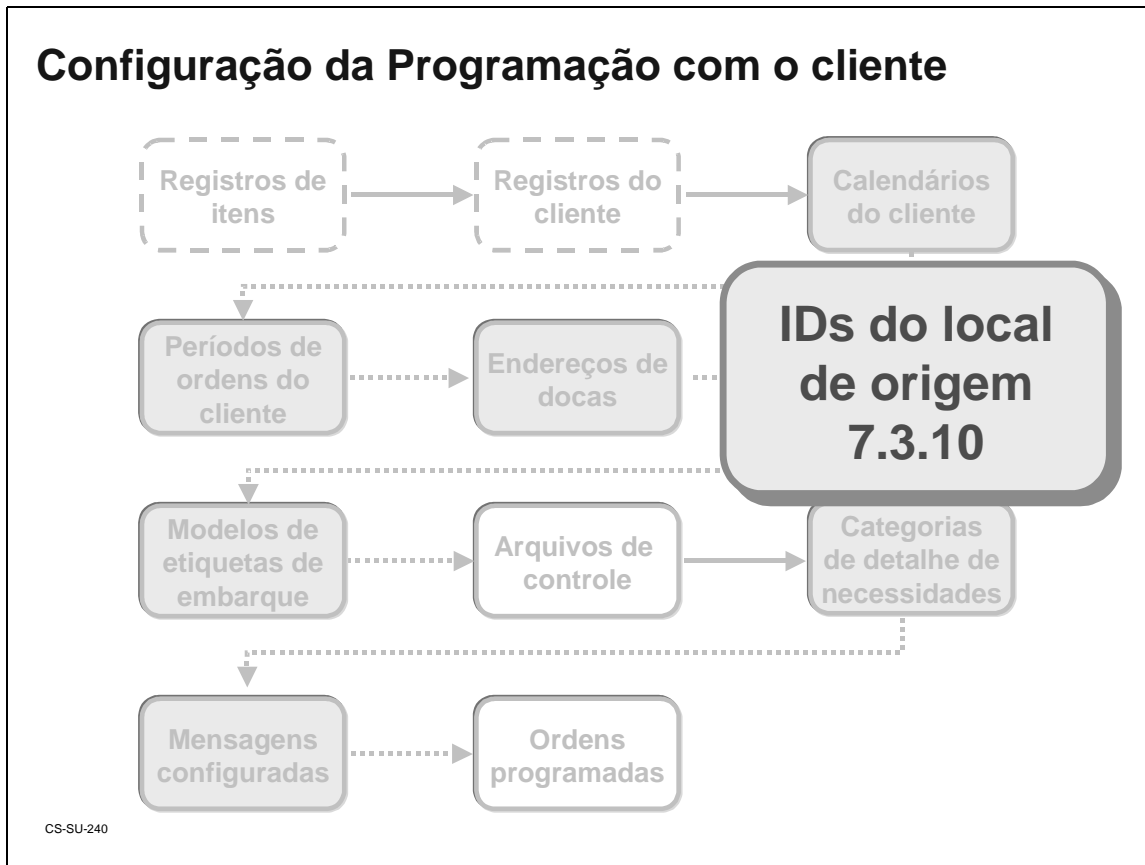 Configuração da Programação com o cliente
Registros de
itens
Registros do
cliente
Calendários
do cliente
Períodos de
ordens do
cliente
Endereços de
docas
IDs do local
de origem
7.3.10
Modelos de
etiquetas de
embarque
Arquivos de
controle
Categorias
de detalhe de
necessidades
Mensagens
configuradas
Ordens
programadas
CS-SU-240